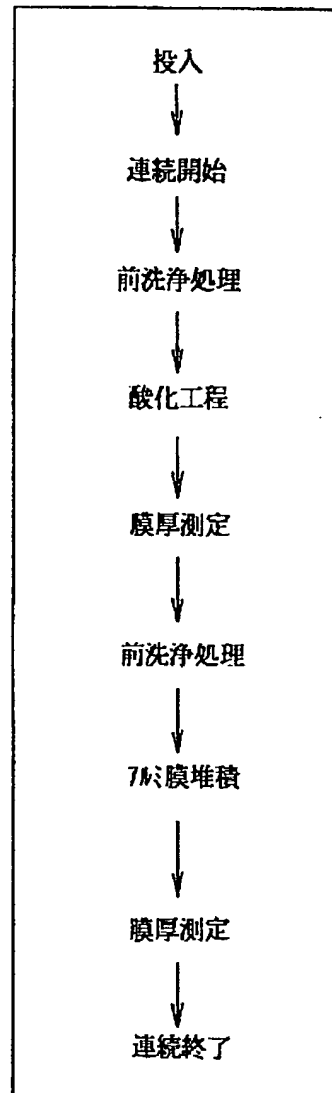 投入
連続開始
前洗浄処理
酸化工程
膜厚測定
前洗浄処理
ｱﾙﾐ膜堆積
膜厚測定
連続終了